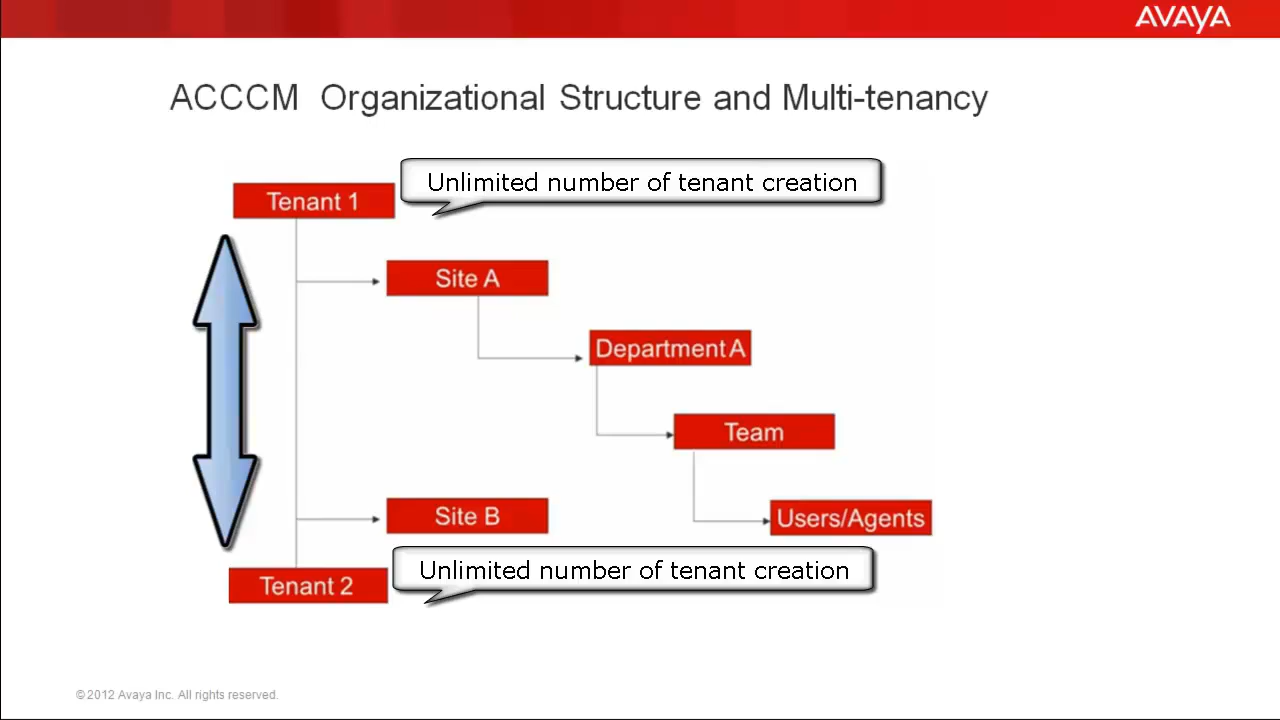 AVAYA
ACCCM Organizational Structure and Multi-tenancy
Unlimited number of tenant creation
Tenant 1
Site A
Department A
Team
Site B
Users/Agents
Unlimited number of tenant creation
Tenant 2
© 2012 Avaya Inc. All rights reserved.